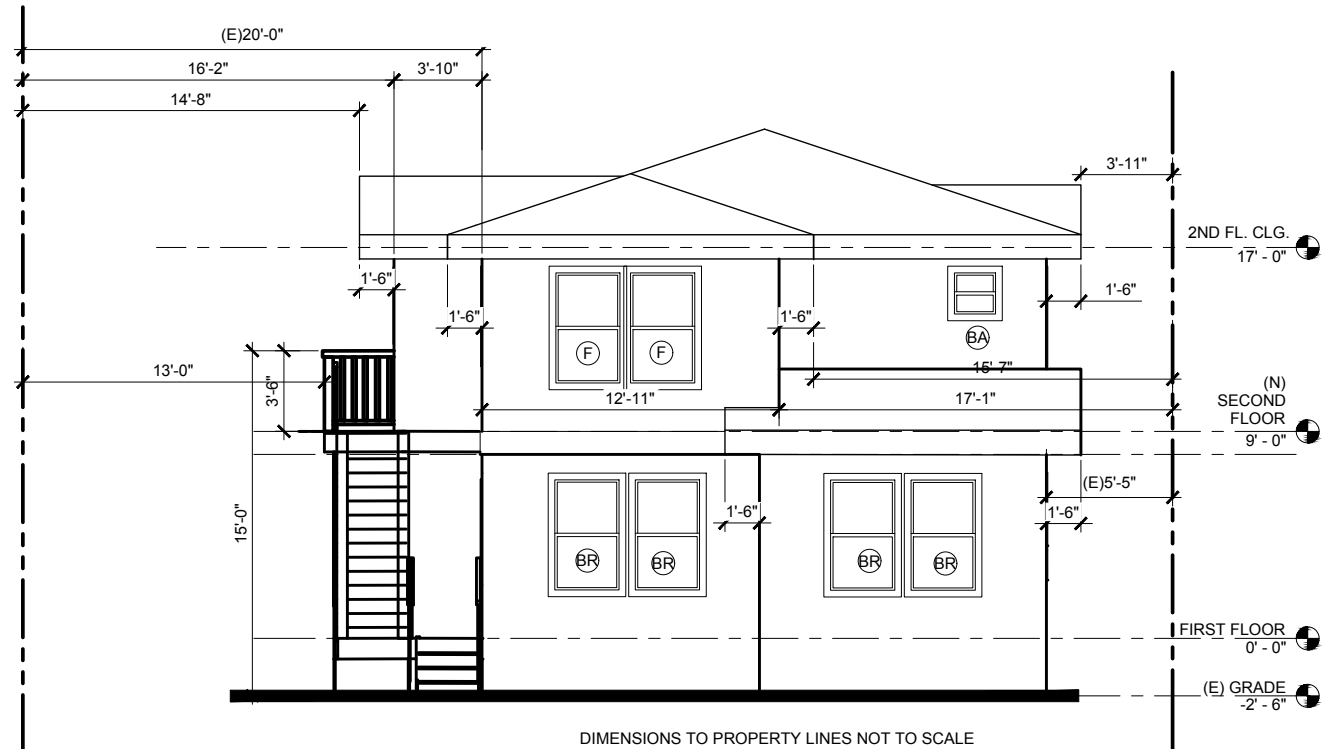 (E)20'-0"
16'-2"
3'-10"
14'-8"
3'-11"
2ND FL. CLG.
17' - 0"
1'-6"
1'-6"
1'-6"
1'-6"
F
F
BA
13'-0"
3'-6"
15'-7"
12'-11"
17'-1"
(N)
SECOND
FLOOR
9' - 0"
(E)5'-5"
1'-6"
1'-6"
15'-0"
BR
BR
BR
BR
FIRST FLOOR
0' - 0"
(E) GRADE
-2' - 6"
DIMENSIONS TO PROPERTY LINES NOT TO SCALE